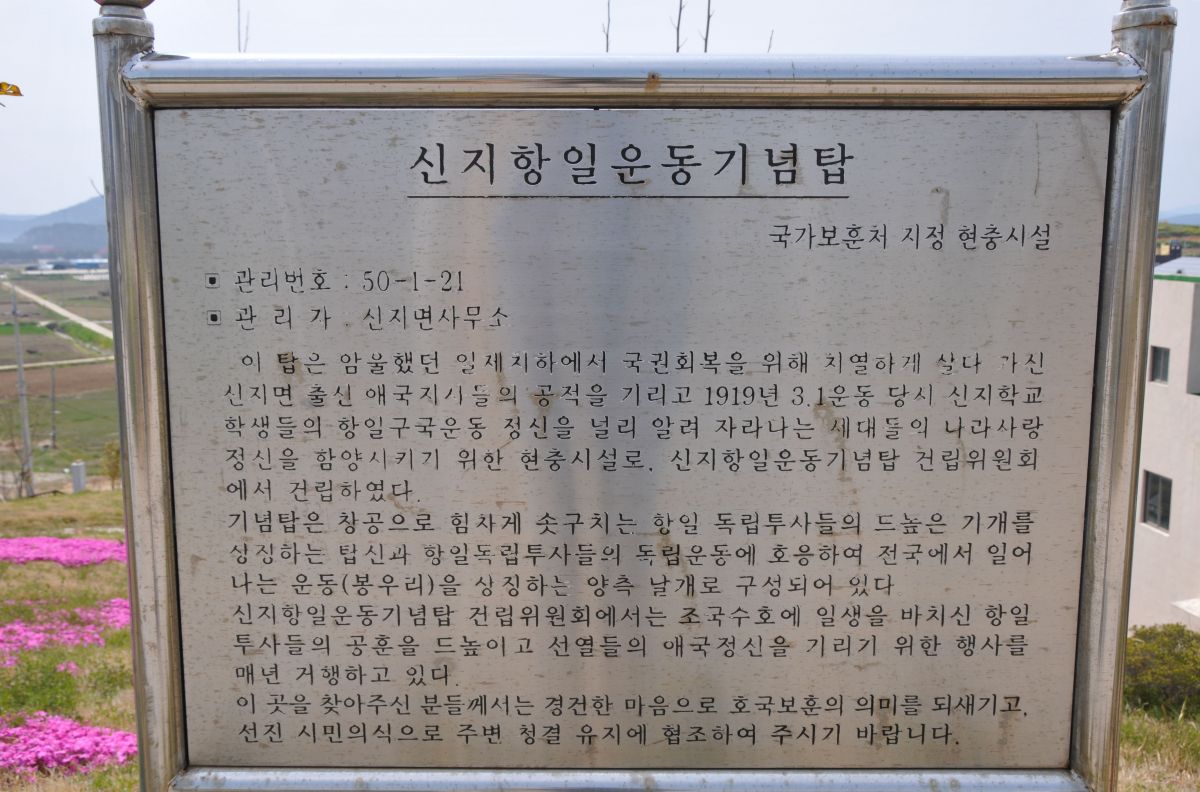 신지항일운동기념탑
국가보훈처 지정 현충시설
▣ 관리번호 : 50-1-21
▣ 관 리 자 : 신지면사무소
이 탑은 암울했던 일제치하에서 국권회복을 위해 치열하게 살다 가신
신지면 출신 애국지사들의 공적을 기리고 1919년 3.1운동 당시 신지학교
학생들의 항일구국운동 정신을 널리 알려 자라나는 세대들의 나라사랑
정신을 함양시키기 위한 현충시설로, 신지항일운동기념탑 건립위원회
에서 건립하였다.
기념탑은 창공으로 힘차게 솟구치는 항일 독립투사들의 드높은 기개를
상징하는 탑신과 항일독립투사들의 독립운동에 호응하여 전국에서 일어
나는 운동(봉우리)을 상징하는 양측 날개로 구성되어 있다
신지항일운동기념탑 건립위원회에서는 조국수호에 일생을 바치신 항일
투사들의 공훈을 드높이고 선열들의 애국정신을 기리기 위한 행사를
매년 거행하고 있다.
이 곳을 찾아주신 분들께서는 경건한 마음으로 호국보훈의 의미를 되새기고,
선진 시민의식으로 주변 청결 유지에 협조하여 주시기 바랍니다.